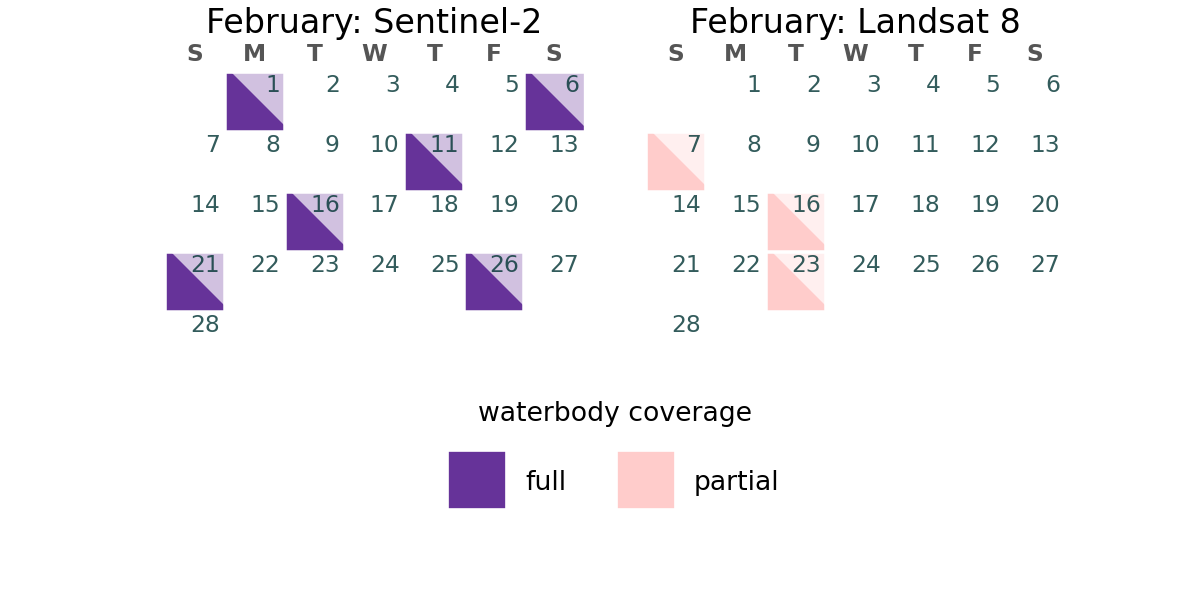 February: Sentinel-2
S M T W T F S
1 2 3 4 5 6
7 8 9 10 11 12 13
14 15 16 17 18 19 20
21 22 23 24 25 26 27
28
February: Landsat 8
S M T W T F S
1 2 3 4 5 6
7 8 9 10 11 12 13
14 15 16 17 18 19 20
21 22 23 24 25 26 27
28
waterbody coverage
full
partial